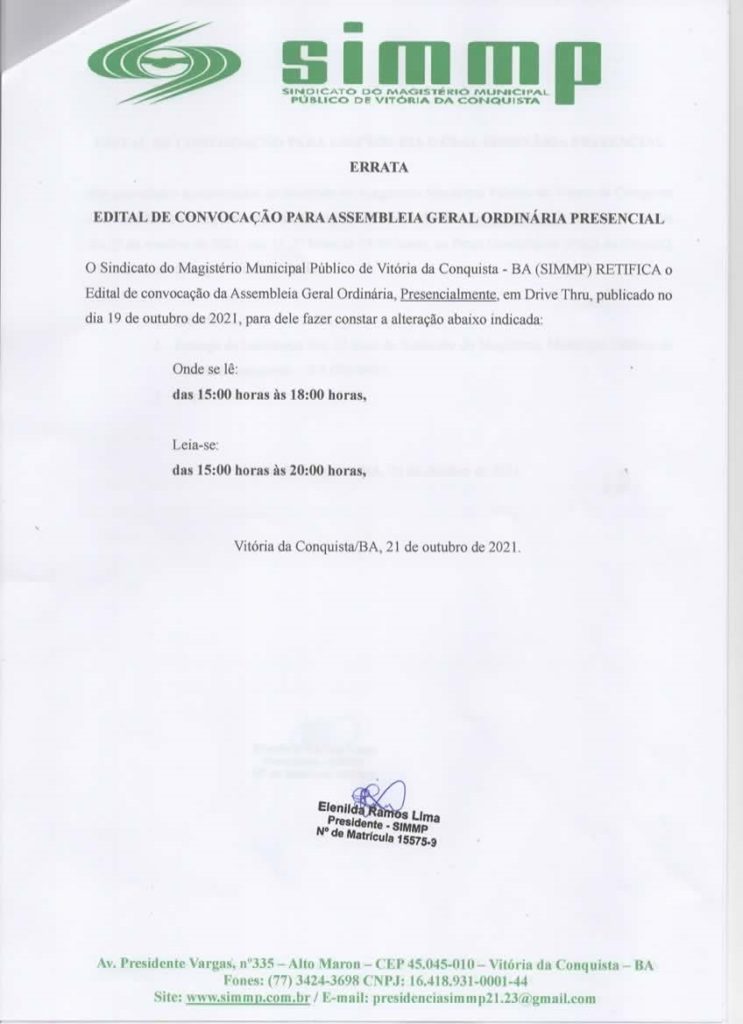 simmp
SINDICATO DO MAGISTÉRIO MUNICIPAL
PÚBLICO DE VITÓRIA DA CONQUISTA
ERRATA
EDITAL DE CONVOCAÇÃO PARA ASSEMBLEIA GERAL ORDINÁRIA PRESENCIAL
O Sindicato do Magistério Municipal Público de Vitória da Conquista - BA (SIMMP) RETIFICA o
Edital de convocação da Assembleia Geral Ordinária, Presencialmente, em Drive Thru, publicado no
dia 19 de outubro de 2021, para dele fazer constar a alteração abaixo indicada:
Onde se lê:
das 15:00 horas às 18:00 horas,
Leia-se:
das 15:00 horas às 20:00 horas,
Vitória da Conquista/BA, 21 de outubro de 2021.
Elenilda Ramos Lima
Presidente - SIMMP
Nº de Matrícula 15575-9
Av. Presidente Vargas, nº335 – Alto Maron – CEP 45.045-010 – Vitória da Conquista – BA
Fones: (77) 3424-3698 CNPJ: 16.418.931-0001-44
Site: www.simmp.com.br / E-mail: presidenciasimmp21.23@gmail.com